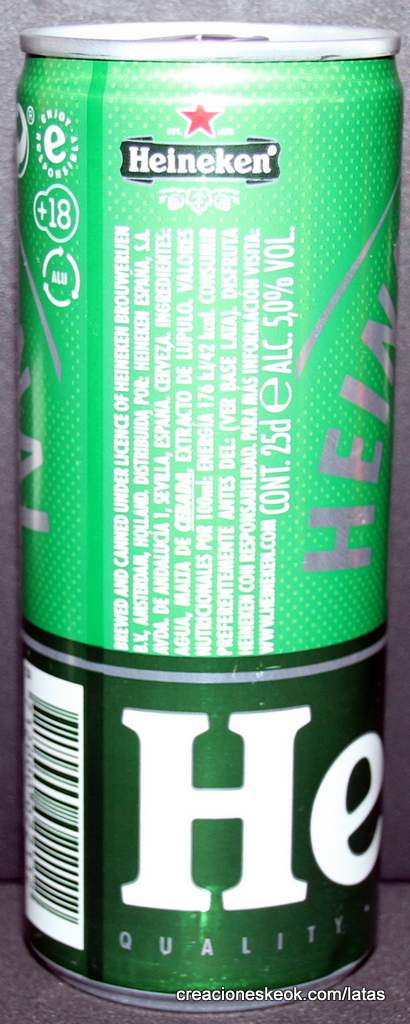 ENJOY RESPONSIBLY
e
+18
ALU
EST. 1873
Heineken®
BREWED AND CANNED UNDER LICENCE OF HEINEKEN BROUWERIJEN
B.V., AMSTERDAM, HOLLAND. DISTRIBUIDA POR: HEINEKEN ESPAÑA, S.A.
AVDA. DE ANDALUCÍA 1, SEVILLA, ESPAÑA. CERVEZA. INGREDIENTES:
AGUA, MALTA DE CEBADA, EXTRACTO DE LÚPULO. VALORES
NUTRICIONALES POR 100ml: ENERGÍA 176 kJ/42 kcal. CONSUMIR
PREFERENTEMENTE ANTES DEL: (VER BASE LATA). DISFRUTA
HEINEKEN CON RESPONSABILIDAD. PARA MÁS INFORMACIÓN VISITA:
WWW.HEINEKEN.COM
CONT. 25cl e ALC. 5,0% VOL.
HEIN
He
QUALITY
creacioneskeok.com/latas